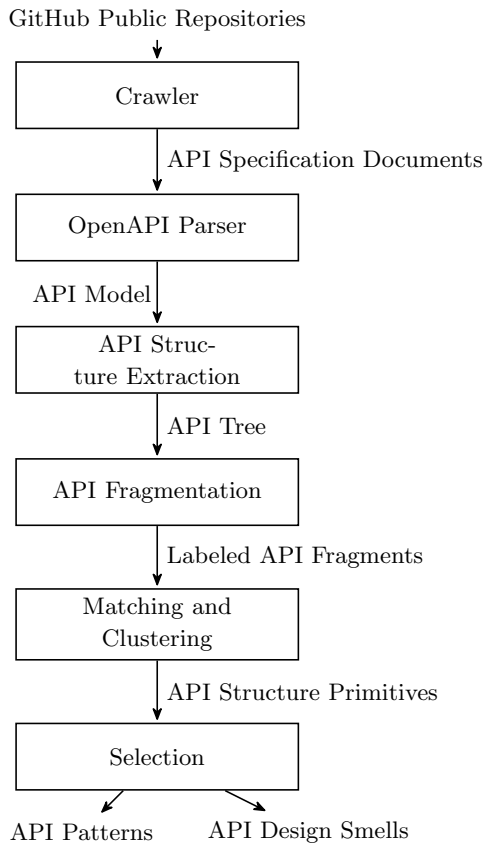 GitHub Public Repositories
Crawler
API Specification Documents
OpenAPI Parser
API Model
API Struc-
ture Extraction
API Tree
API Fragmentation
Labeled API Fragments
Matching and
Clustering
API Structure Primitives
Selection
API Patterns
API Design Smells